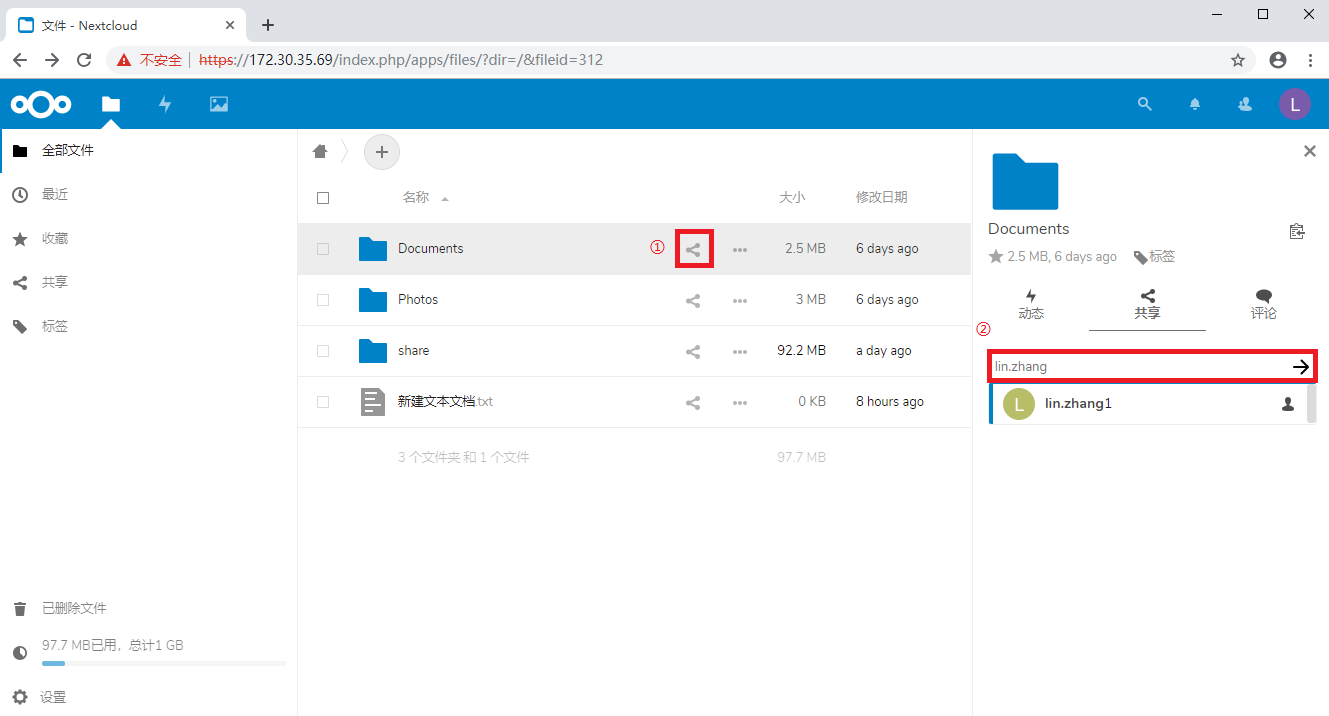 文件 - Nextcloud
不安全 https://172.30.35.69/index.php/apps/files/?dir=/&fileid=312
L
全部文件
最近
收藏
共享
标签
已删除文件
97.7 MB已用，总计1 GB
设置
名称 大小 修改日期
Documents ① 2.5 MB 6 days ago
Photos 3 MB 6 days ago
share 92.2 MB a day ago
新建文本文档.txt 0 KB 8 hours ago
3 个文件夹 和 1 个文件 97.7 MB
Documents
2.5 MB, 6 days ago 标签
动态 共享 评论
②
lin.zhang
L lin.zhang1